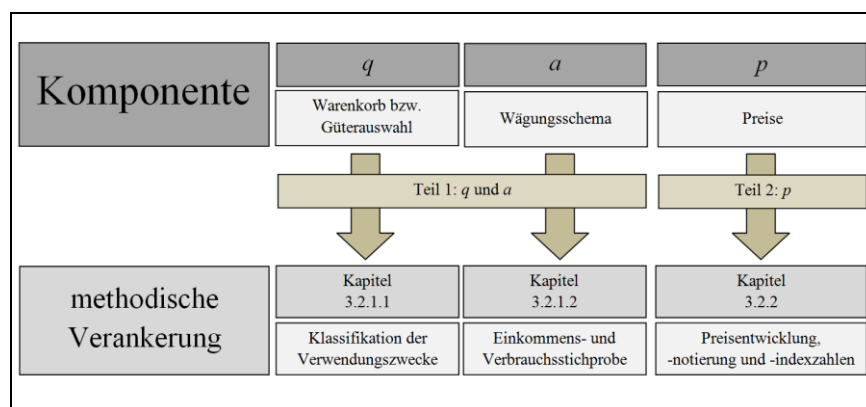 Komponente
q
a
p
Warenkorb bzw.
Güterauswahl
Wägungsschema
Preise
Teil 1: q und a
Teil 2: p
methodische
Verankerung
Kapitel
3.2.1.1
Kapitel
3.2.1.2
Kapitel
3.2.2
Klassifikation der
Verwendungszwecke
Einkommens- und
Verbrauchsstichprobe
Preisentwicklung,
-notierung und -indexzahlen